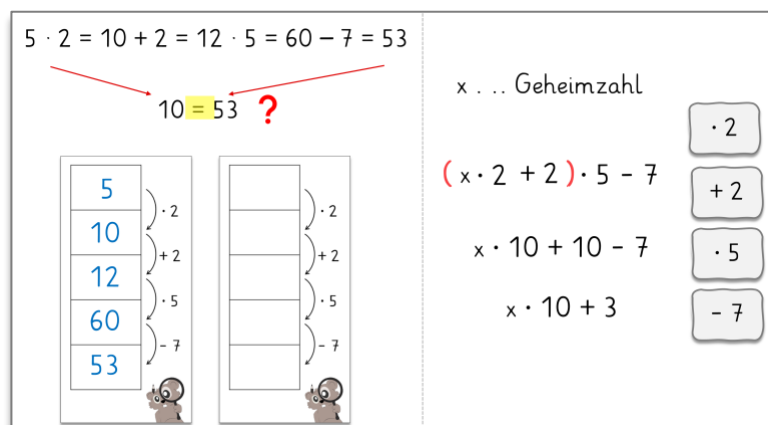 5 · 2 = 10 + 2 = 12 · 5 = 60 – 7 = 53
10 = 53 ?
5
10
12
60
53
· 2
+ 2
· 5
– 7
· 2
+ 2
· 5
– 7
x . .. Geheimzahl
(x · 2 + 2) · 5 – 7
x · 10 + 10 – 7
x · 10 + 3
· 2
+ 2
· 5
– 7